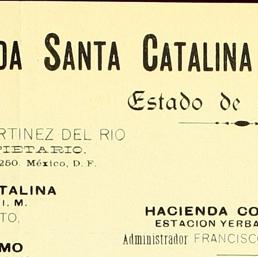 DA SANTA CATALINA
Estado de
RTINEZ DEL RIO
PIETARIO.
250. México, D. F.
ATALINA
I. M.
TO,
MO
HACIENDA CO
ESTACION YERBA
Administrador FRANCISCO